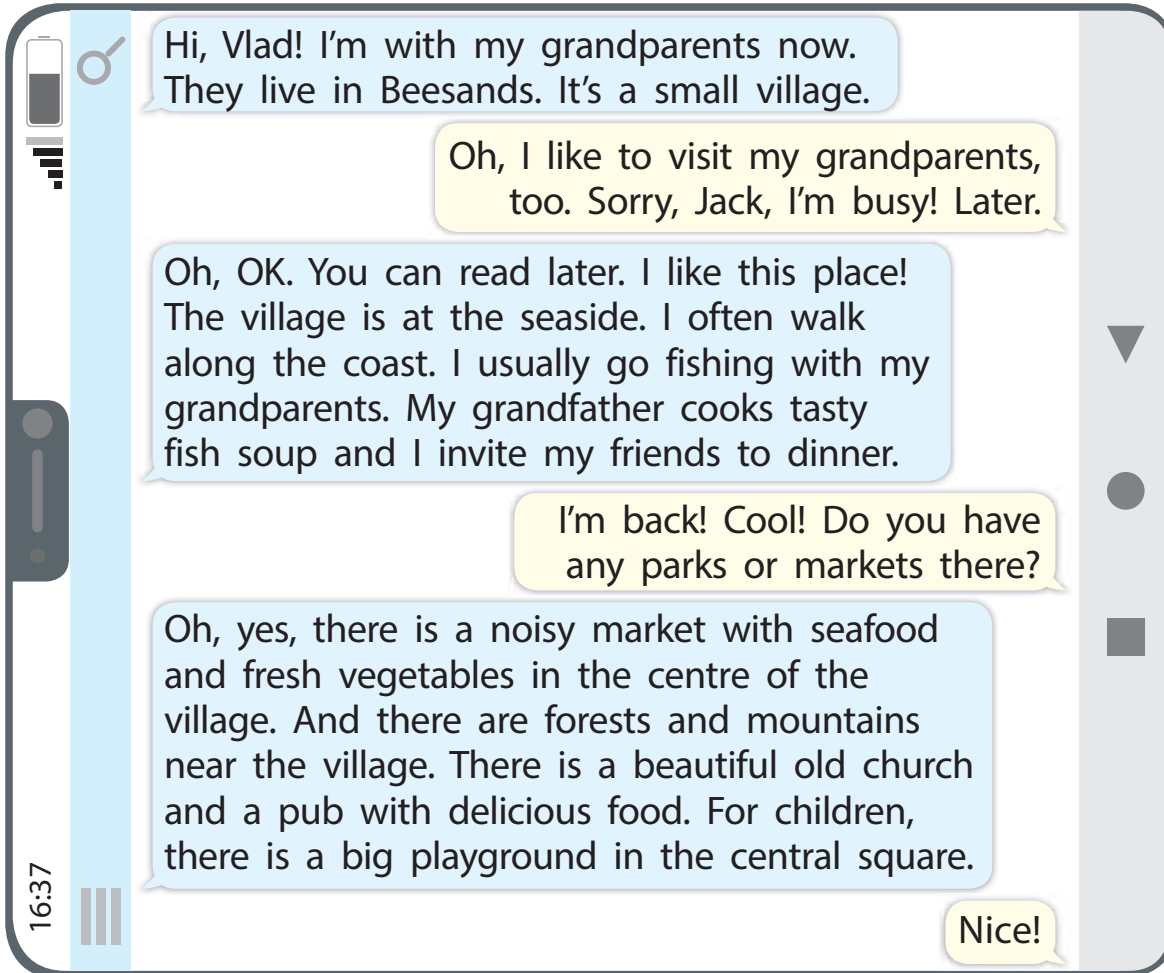 Hi, Vlad! I'm with my grandparents now.
They live in Beesands. It's a small village.
Oh, I like to visit my grandparents,
too. Sorry, Jack, I'm busy! Later.
Oh, OK. You can read later. I like this place!
The village is at the seaside. I often walk
along the coast. I usually go fishing with my
grandparents. My grandfather cooks tasty
fish soup and I invite my friends to dinner.
I'm back! Cool! Do you have
any parks or markets there?
Oh, yes, there is a noisy market with seafood
and fresh vegetables in the centre of the
village. And there are forests and mountains
near the village. There is a beautiful old church
and a pub with delicious food. For children,
there is a big playground in the central square.
Nice!
16:37